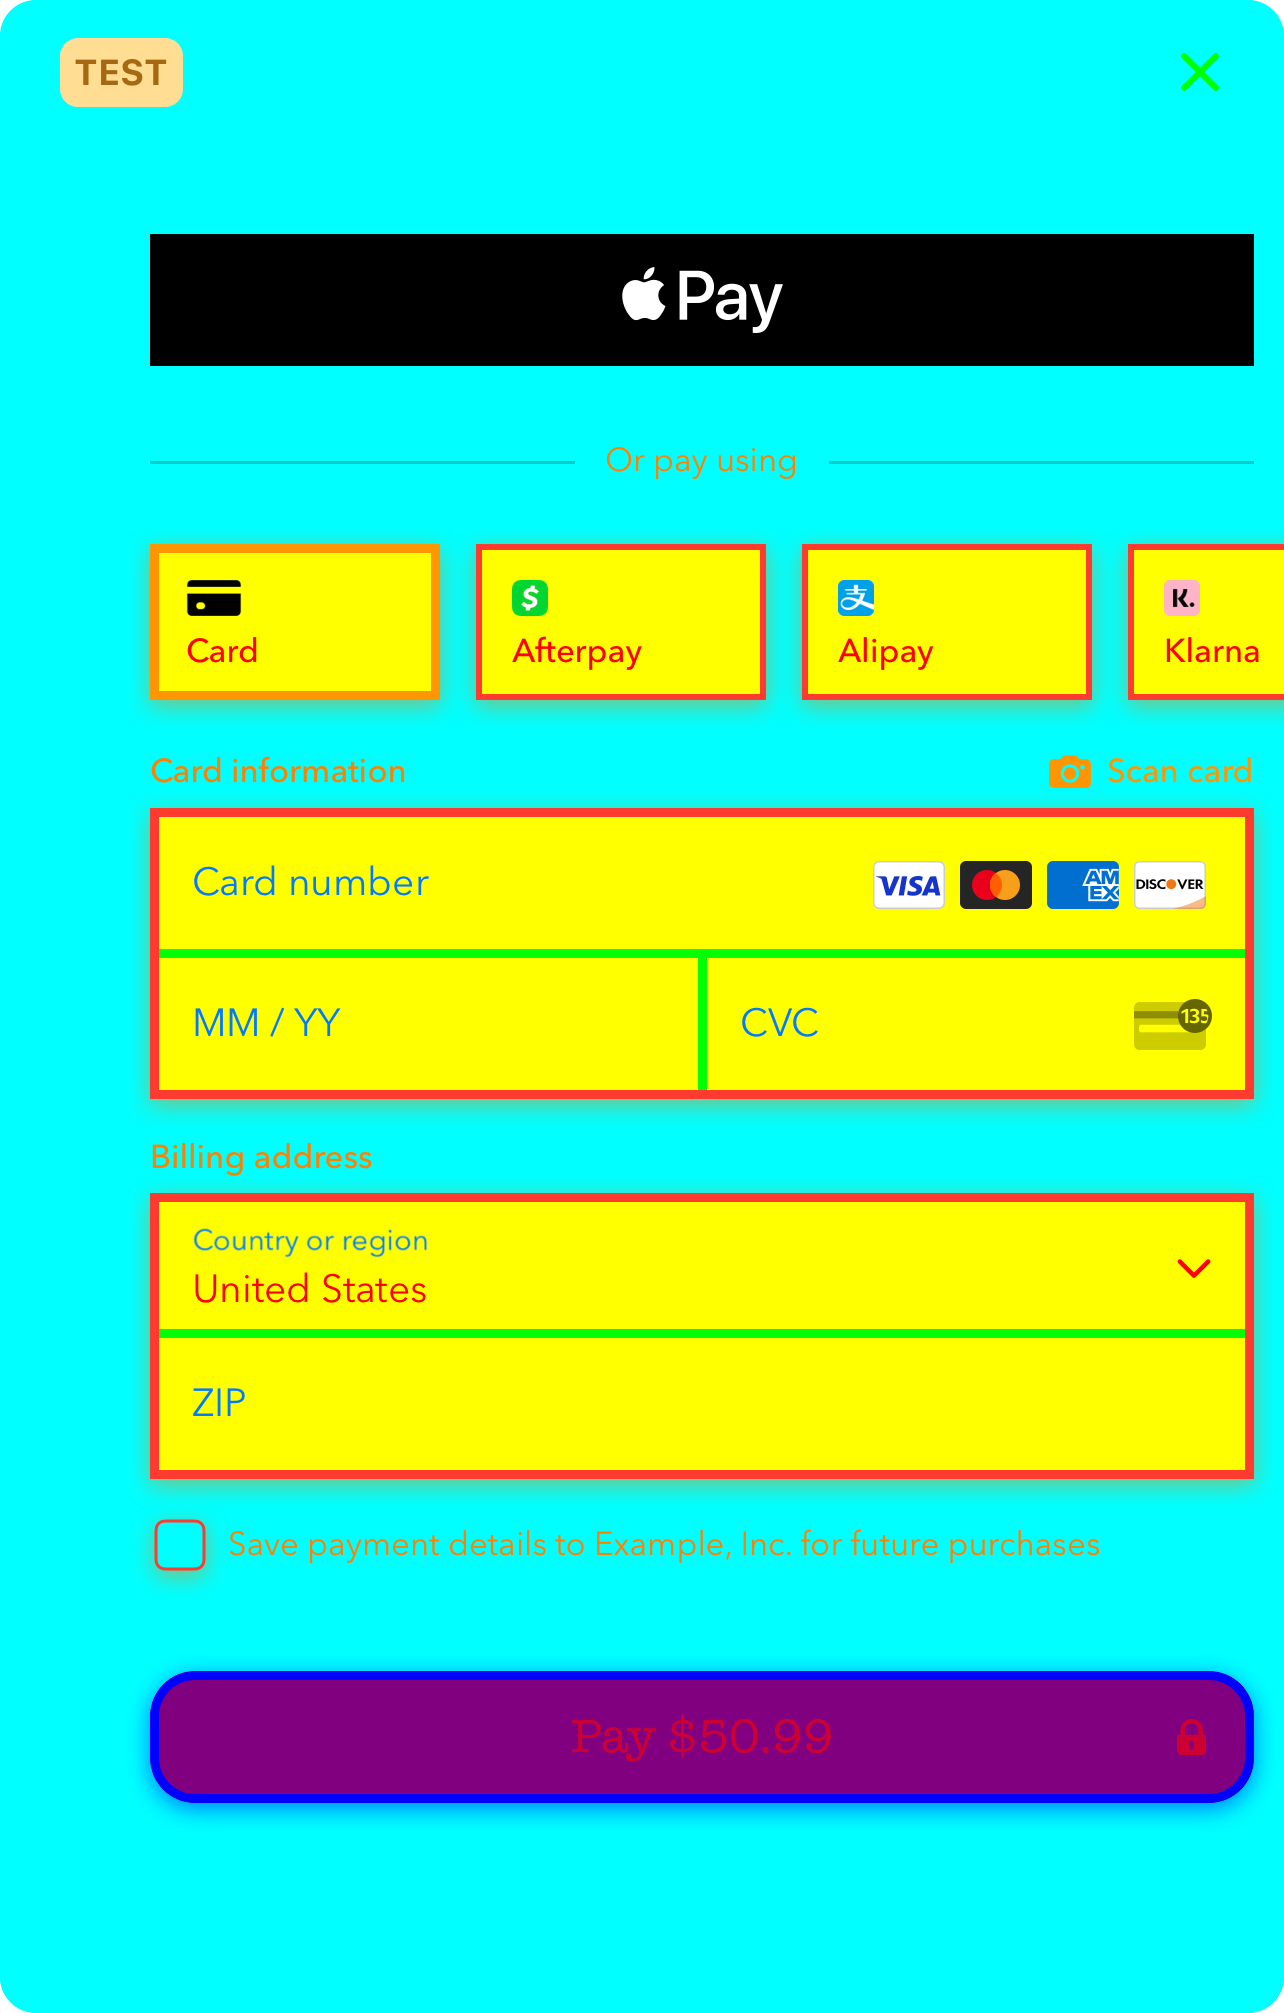 TEST
Pay
Or pay using
Card
Afterpay
Alipay
Klarna
Card information
Scan card
Card number
VISA
AMEX
DISCOVER
MM / YY
CVC
135
Billing address
Country or region
United States
ZIP
Save payment details to Example, Inc. for future purchases
Pay $50.99